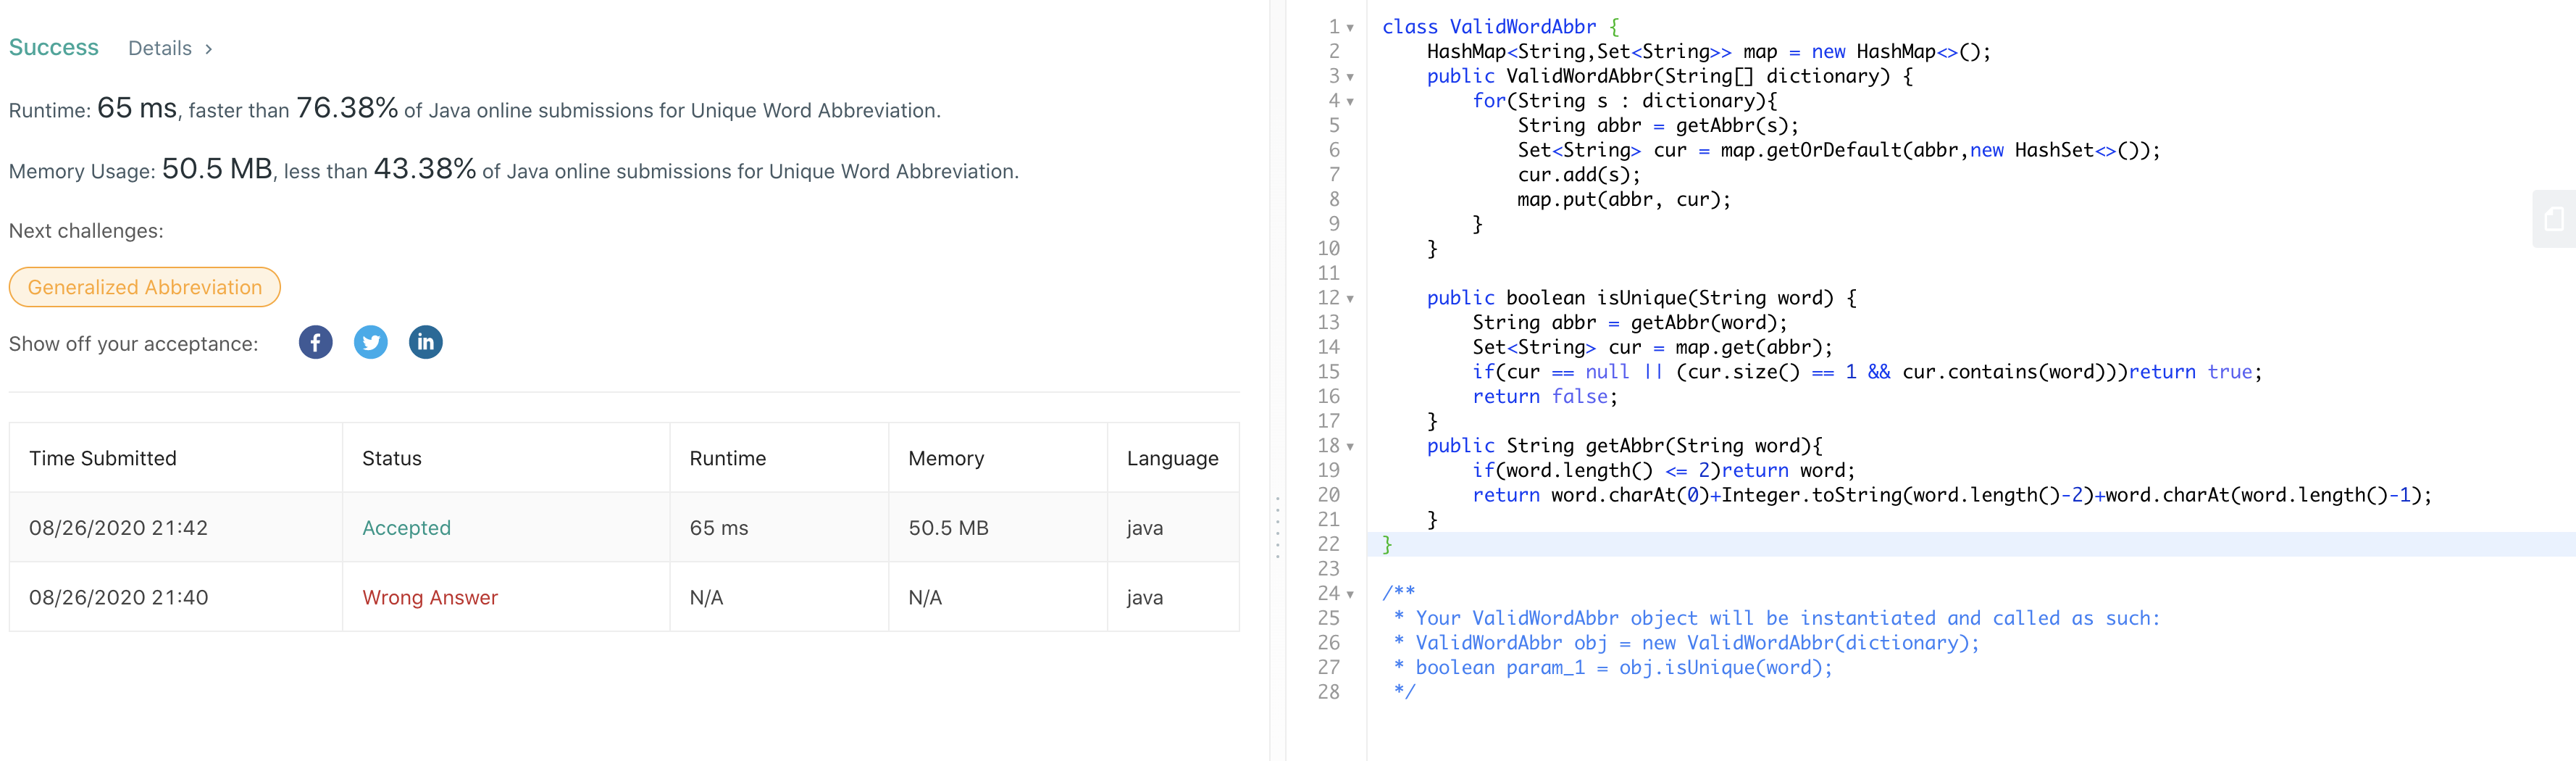 Success Details >
Runtime: 65 ms, faster than 76.38% of Java online submissions for Unique Word Abbreviation.
Memory Usage: 50.5 MB, less than 43.38% of Java online submissions for Unique Word Abbreviation.
Next challenges:
Generalized Abbreviation
Show off your acceptance: f in
Time Submitted Status Runtime Memory Language
08/26/2020 21:42 Accepted 65 ms 50.5 MB java
08/26/2020 21:40 Wrong Answer N/A N/A java
1 class ValidWordAbbr {
2     HashMap<String,Set<String>> map = new HashMap<>();
3     public ValidWordAbbr(String[] dictionary) {
4         for(String s : dictionary){
5             String abbr = getAbbr(s);
6             Set<String> cur = map.getOrDefault(abbr,new HashSet<>());
7             cur.add(s);
8             map.put(abbr, cur);
9         }
10     }
11
12     public boolean isUnique(String word) {
13         String abbr = getAbbr(word);
14         Set<String> cur = map.get(abbr);
15         if(cur == null || (cur.size() == 1 && cur.contains(word)))return true;
16         return false;
17     }
18     public String getAbbr(String word){
19         if(word.length() <= 2)return word;
20         return word.charAt(0)+Integer.toString(word.length()-2)+word.charAt(word.length()-1);
21     }
22 }
23
24 /**
25  * Your ValidWordAbbr object will be instantiated and called as such:
26  * ValidWordAbbr obj = new ValidWordAbbr(dictionary);
27  * boolean param_1 = obj.isUnique(word);
28  */